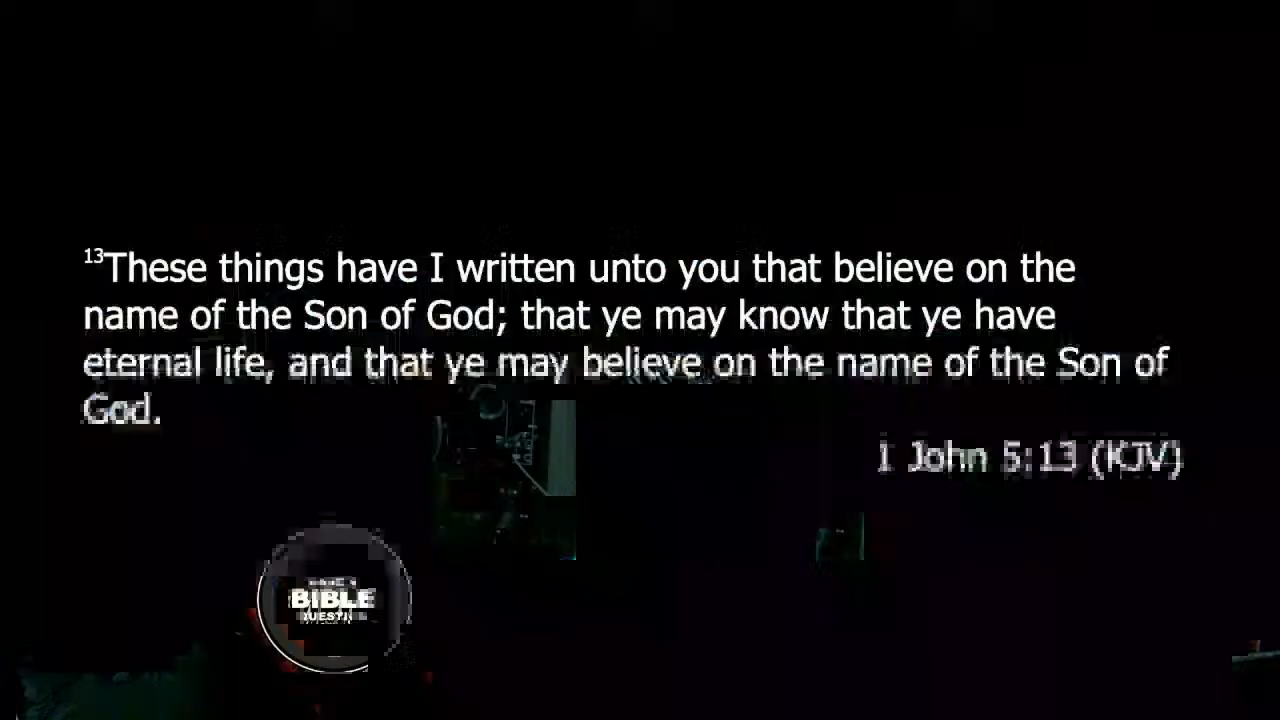 13These things have I written unto you that believe on the
name of the Son of God; that ye may know that ye have
eternal life, and that ye may believe on the name of the Son of
God.
1 John 5:13 (KJV)
BIBLE